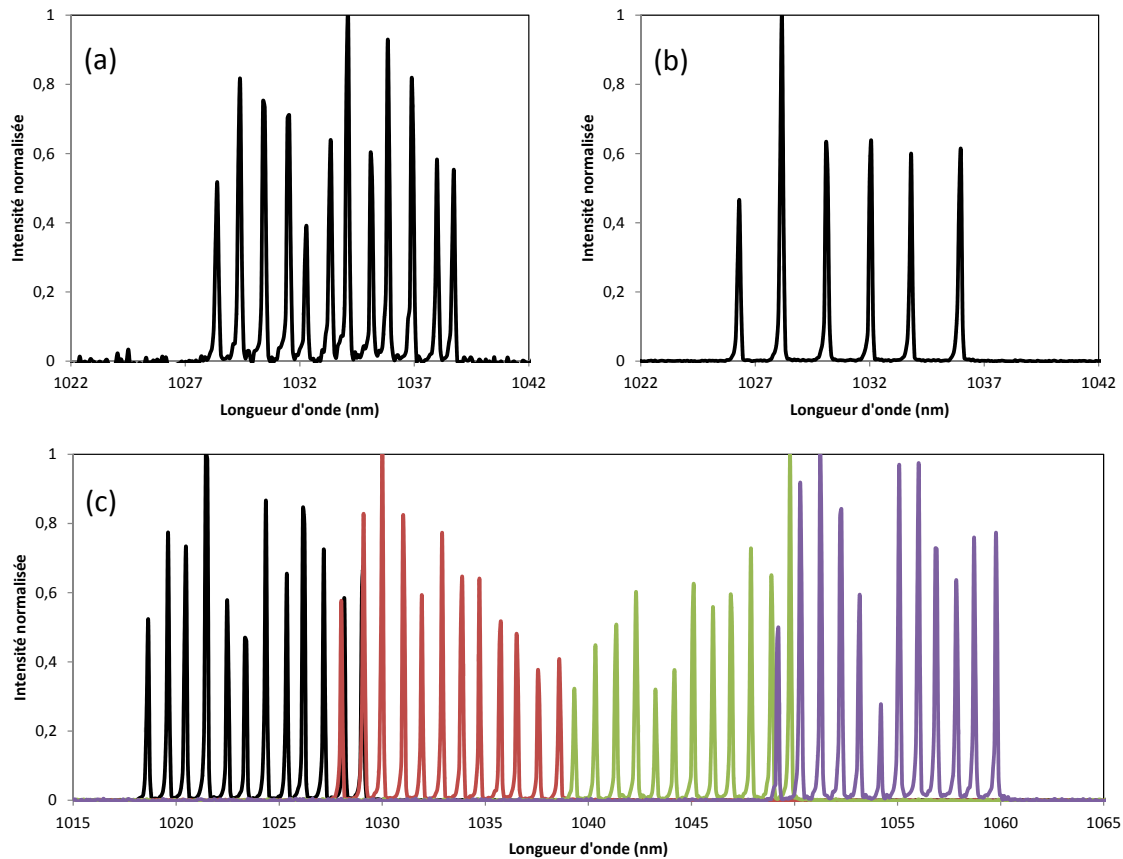 (a)
Intensité normalisée
1
0,8
0,6
0,4
0,2
0
1022 1027 1032 1037 1042
Longueur d'onde (nm)
(b)
Intensité normalisée
1
0,8
0,6
0,4
0,2
0
1022 1027 1032 1037 1042
Longueur d'onde (nm)
(c)
Intensité normalisée
1
0,8
0,6
0,4
0,2
0
1015 1020 1025 1030 1035 1040 1045 1050 1055 1060 1065
Longueur d'onde (nm)